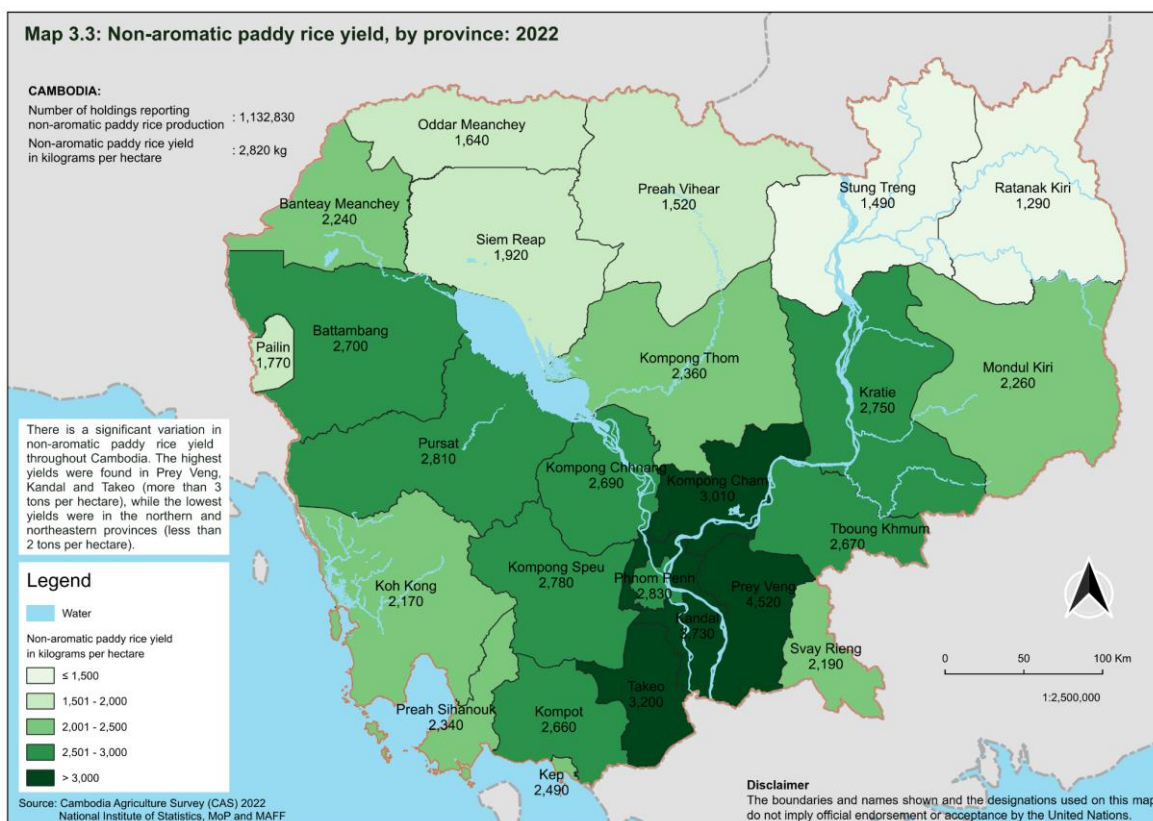 Map 3.3: Non-aromatic paddy rice yield, by province: 2022
CAMBODIA:
Number of holdings reporting
non-aromatic paddy rice production : 1,132,830
Non-aromatic paddy rice yield
in kilograms per hectare : 2,820 kg
Oddar Meanchey
1,640
Preah Vihear
1,520
Stung Treng
1,490
Ratanak Kiri
1,290
Banteay Meanchey
2,240
Siem Reap
1,920
Battambang
2,700
Pailin
1,770
Kompong Thom
2,360
Kratie
2,750
Mondul Kiri
2,260
Pursat
2,810
Kompong Chhnang
2,690
Kompong Cham
3,010
Tboung Khmum
2,670
Koh Kong
2,170
Kompong Speu
2,780
Phnom Penh
2,830
Prey Veng
4,520
Kandal
3,730
Svay Rieng
2,190
Takeo
3,200
Preah Sihanouk
2,340
Kompot
2,660
Kep
2,490
There is a significant variation in
non-aromatic paddy rice yield
throughout Cambodia. The highest
yields were found in Prey Veng,
Kandal and Takeo (more than 3
tons per hectare), while the lowest
yields were in the northern and
northeastern provinces (less than
2 tons per hectare).
Legend
Water
Non-aromatic paddy rice yield
in kilograms per hectare
≤ 1,500
1,501 - 2,000
2,001 - 2,500
2,501 - 3,000
> 3,000
Source: Cambodia Agriculture Survey (CAS) 2022
National Institute of Statistics, MoP and MAFF
0 50 100 Km
1:2,500,000
Disclaimer
The boundaries and names shown and the designations used on this map
do not imply official endorsement or acceptance by the United Nations.